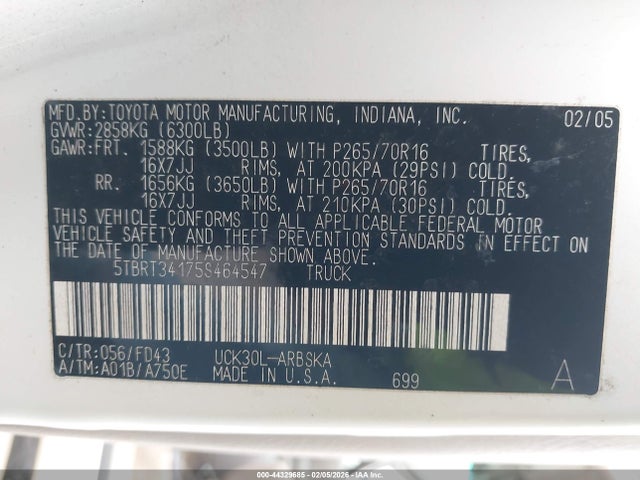 MFD.BY:TOYOTA MOTOR MANUFACTURING, INDIANA, INC. 02/05
GVWR:2858KG (6300LB)
GAWR:FRT. 1588KG (3500LB) WITH P265/70R16 TIRES,
16X7JJ RIMS, AT 200KPA (29PSI) COLD.
RR. 1656KG (3650LB) WITH P265/70R16 TIRES,
16X7JJ RIMS, AT 210KPA (30PSI) COLD.
THIS VEHICLE CONFORMS TO ALL APPLICABLE FEDERAL MOTOR
VEHICLE SAFETY AND THEFT PREVENTION STANDARDS IN EFFECT ON
THE DATE OF MANUFACTURE SHOWN ABOVE.
5TBRT34175S464547 TRUCK
C/TR:056/FD43 UCK30L-ARBSKA
A/TM:A01B/A750E MADE IN U.S.A. 699 A
000-44329685 - 02/05/2026 - IAA Holdings, LLC